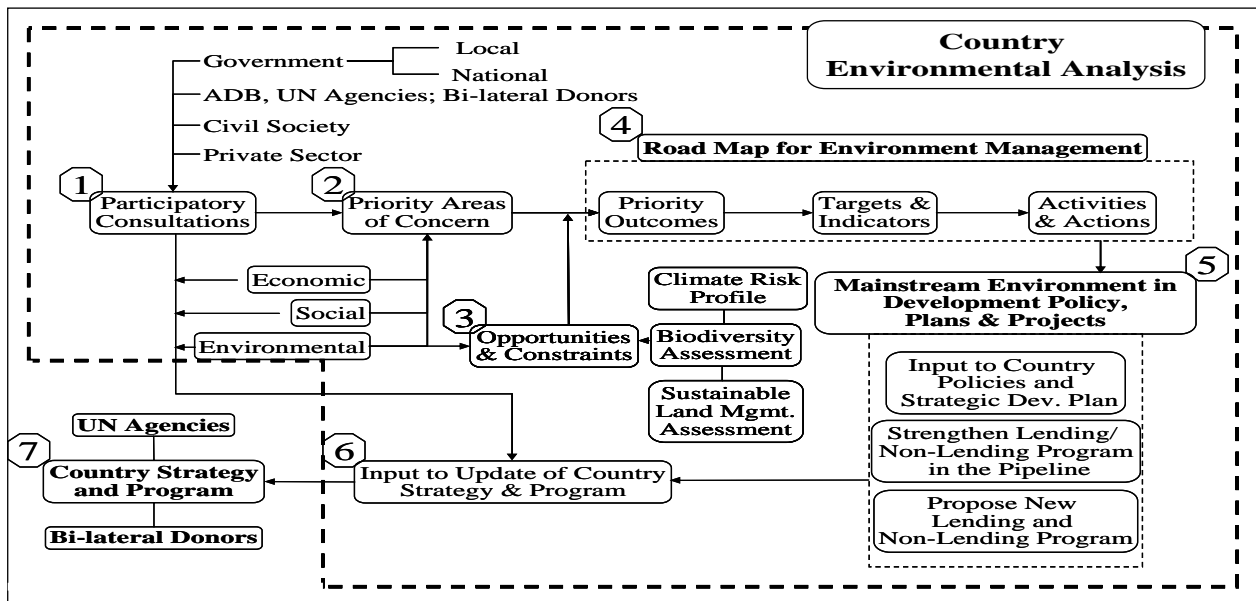 Country
Environmental Analysis
Government
Local
National
ADB, UN Agencies; Bi-lateral Donors
Civil Society
Private Sector
1
Participatory
Consultations
2
Priority Areas
of Concern
4
Road Map for Environment Management
Priority
Outcomes
Targets &
Indicators
Activities
& Actions
Economic
Social
Environmental
3
Opportunities
& Constraints
Climate Risk
Profile
Biodiversity
Assessment
Sustainable
Land Mgmt.
Assessment
5
Mainstream Environment in
Development Policy,
Plans & Projects
Input to Country
Policies and
Strategic Dev. Plan
Strengthen Lending/
Non-Lending Program
in the Pipeline
Propose New
Lending and
Non-Lending Program
6
Input to Update of Country
Strategy & Program
UN Agencies
7
Country Strategy
and Program
Bi-lateral Donors